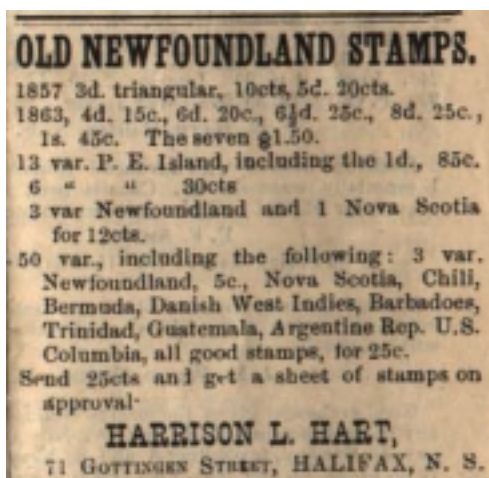 OLD NEWFOUNDLAND STAMPS.
1857 3d. triangular, 10cts, 5d. 20cts.
1863, 4d. 15c., 6d. 20c., 6½d. 25c., 8d. 25c.,
1s. 45c. The seven $1.50.
13 var. P. E. Island, including the 1d., 85c.
6 " " 30cts
3 var Newfoundland and 1 Nova Scotia
for 12cts.
50 var., including the following: 3 var.
Newfoundland, 5c., Nova Scotia, Chili,
Bermuda, Danish West Indies, Barbadoes,
Trinidad, Guatemala, Argentine Rep. U.S.
Columbia, all good stamps, for 25c.
Send 25cts and get a sheet of stamps on
approval.
HARRISON L. HART,
71 GOTTINGEN STREET, HALIFAX, N. S.